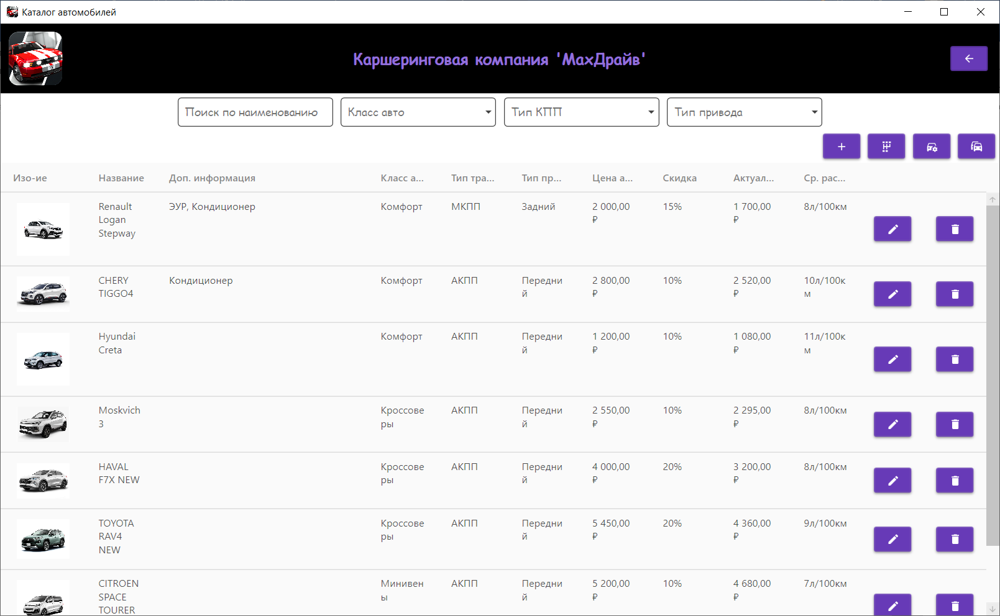 Каталог автомобилей
Каршеринговая компания 'МахДрайв'
Поиск по наименованию
Класс авто
Тип КПП
Тип привода
Изо-ие Название Доп. информация Класс а... Тип тра... Тип пр... Цена а... Скидка Актуал... Ср. рас...
Renault ЭУР, Кондиционер Комфорт МКПП Задний 2 000,00 15% 1 700,00 8л/100км
Logan ₽ ₽
Stepway
CHERY Кондиционер Комфорт АКПП Передни 2 800,00 10% 2 520,00 10л/100к
TIGGO4 й ₽ ₽ м
Hyundai Комфорт АКПП Передни 1 200,00 10% 1 080,00 11л/100к
Creta й ₽ ₽ м
Moskvich Кроссове АКПП Передни 2 550,00 10% 2 295,00 8л/100км
3 ры й ₽ ₽
HAVAL Кроссове АКПП Передни 4 000,00 20% 3 200,00 8л/100км
F7X NEW ры й ₽ ₽
TOYOTA Кроссове АКПП Передни 5 450,00 20% 4 360,00 9л/100км
RAV4 ры й ₽ ₽
NEW
CITROEN Минивен АКПП Передни 5 200,00 10% 4 680,00 7л/100км
SPACE ы й ₽ ₽
TOURER